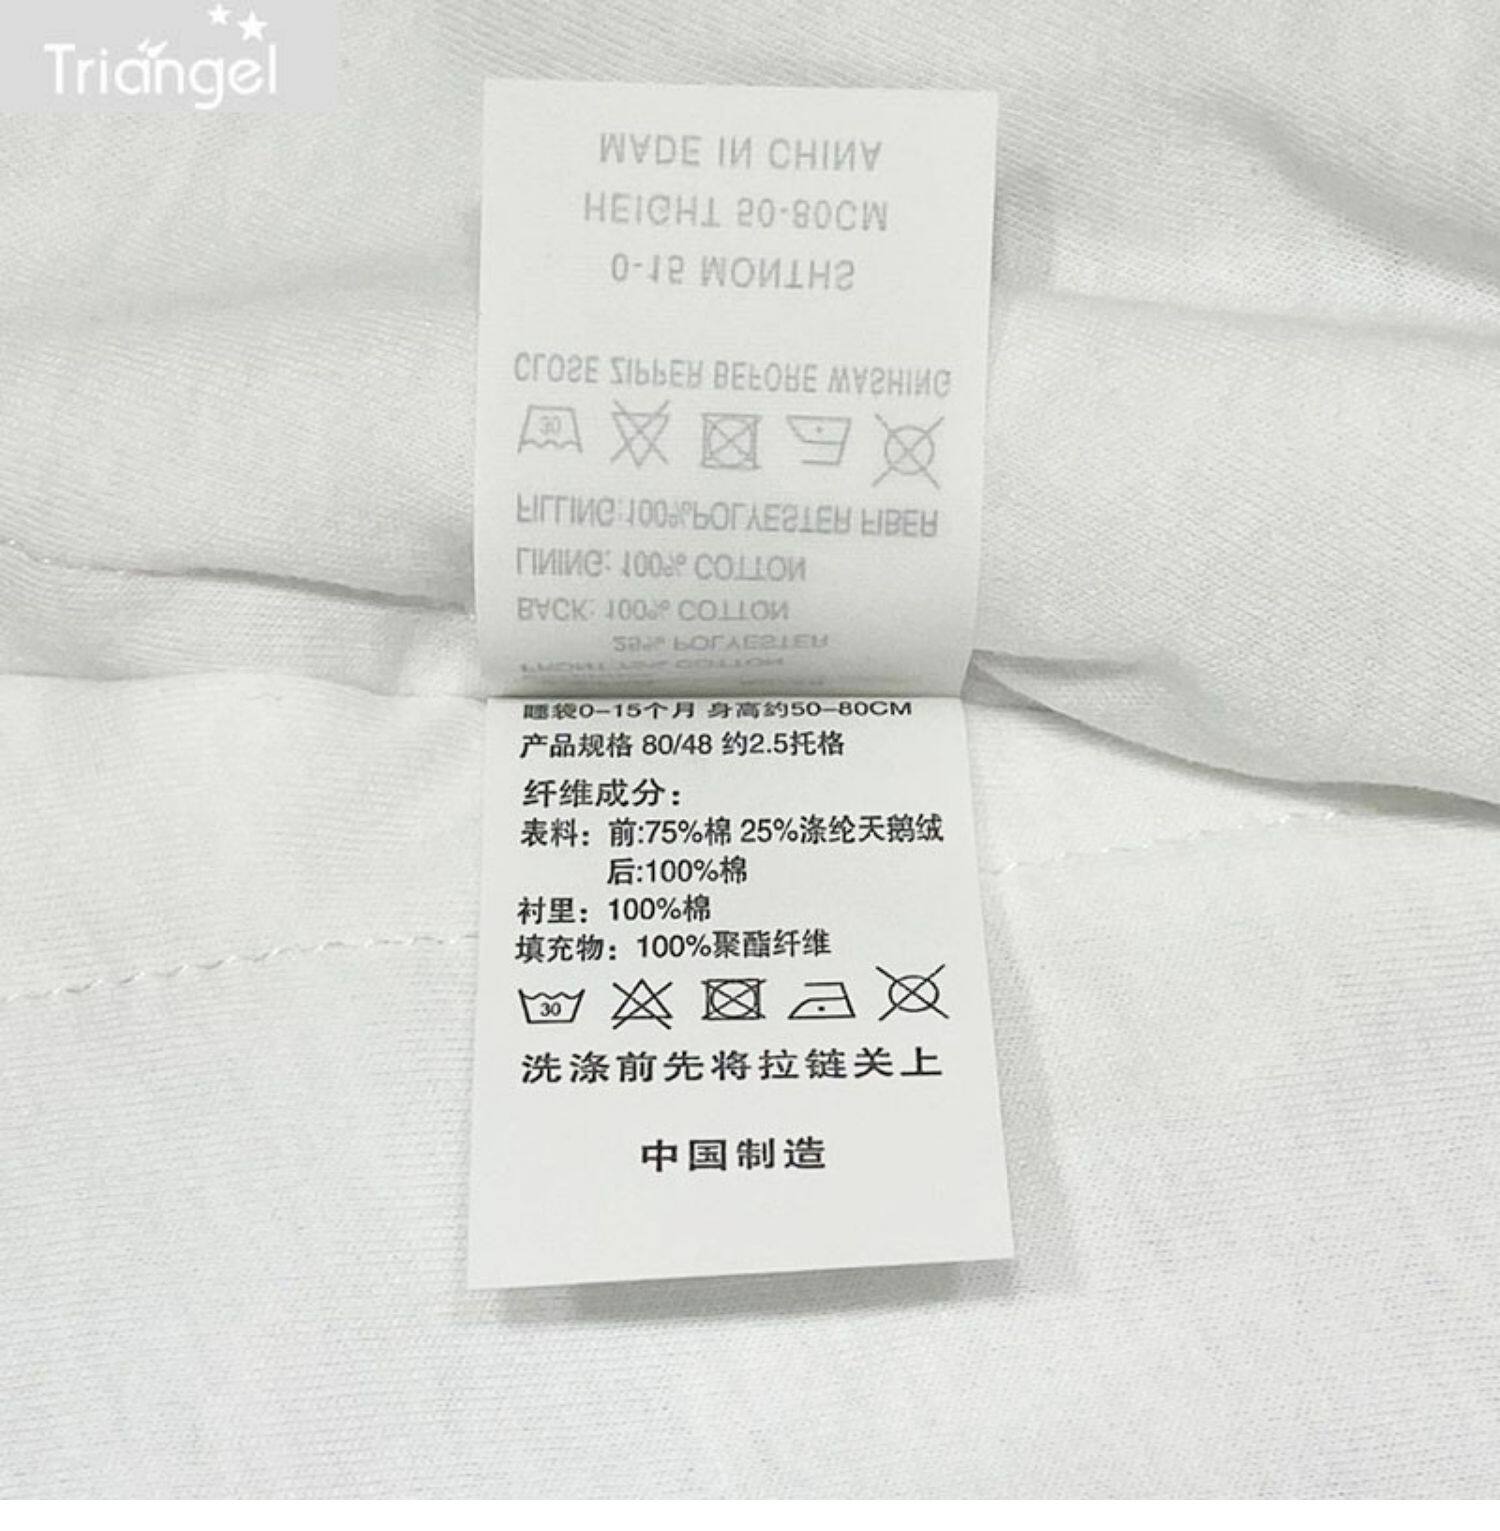 Triangel
MADE IN CHINA
HEIGHT 50-80CM
0-15 MONTHS
CLOSE ZIPPER BEFORE WASHING
30
FILLING:100%POLYESTER FIBER
LINING: 100% COTTON
BACK: 100% COTTON
25% POLYESTER
FRONT 75% COTTON
睡袋0-15个月 身高约50-80CM
产品规格 80/48 约2.5托格
纤维成分：
表料：前:75%棉 25%涤纶天鹅绒
后:100%棉
衬里：100%棉
填充物：100%聚酯纤维
30
洗涤前先将拉链关上
中国制造